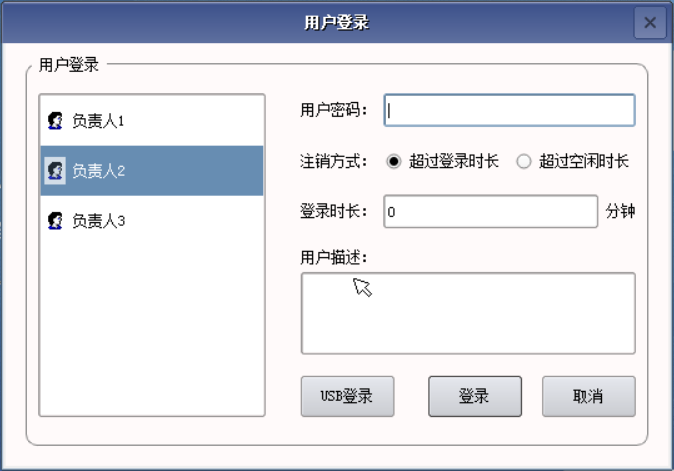 用户登录
用户登录
负责人1
负责人2
负责人3
用户密码：
注销方式： 超过登录时长 超过空闲时长
登录时长： 0 分钟
用户描述：
USB登录 登录 取消